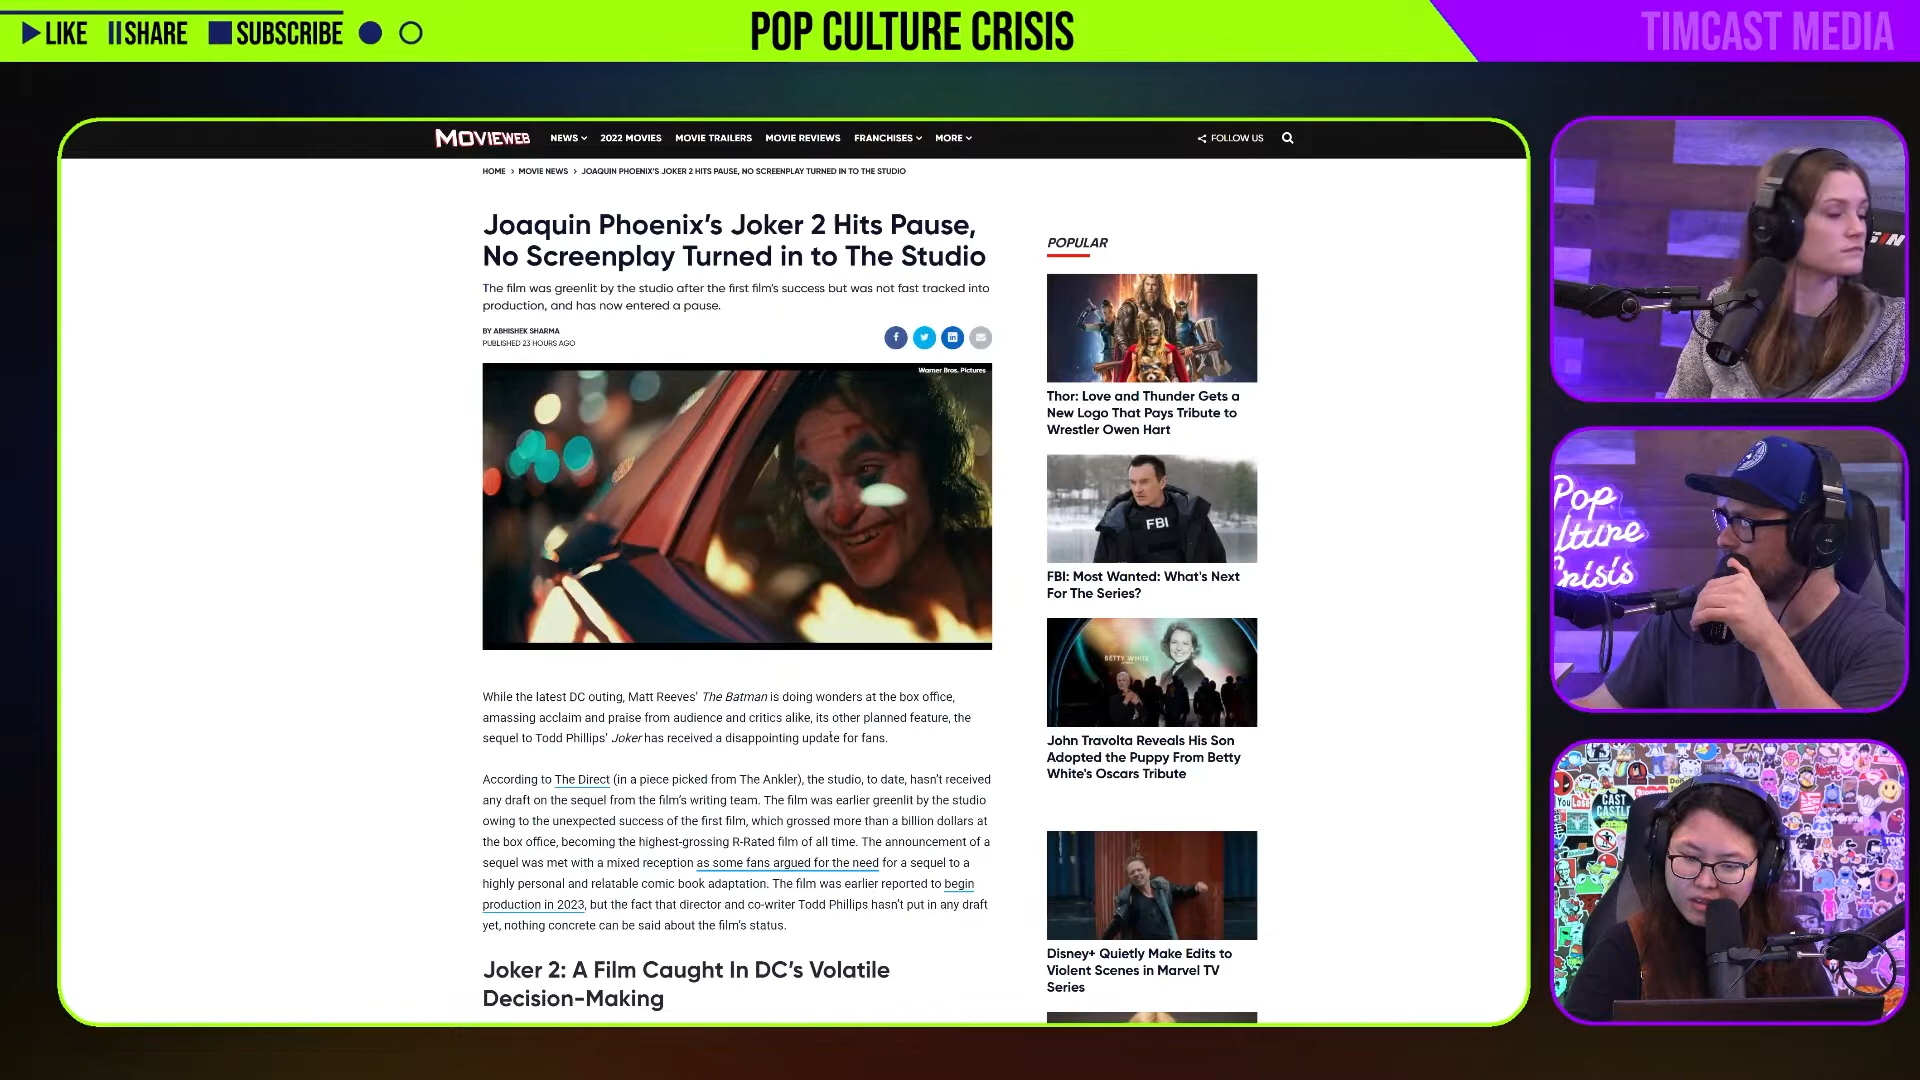 LIKE SHARE SUBSCRIBE
POP CULTURE CRISIS
TIMCAST MEDIA
MOVIEWEB NEWS 2022 MOVIES MOVIE TRAILERS MOVIE REVIEWS FRANCHISES MORE FOLLOW US
HOME > MOVIE NEWS > JOAQUIN PHOENIX'S JOKER 2 HITS PAUSE, NO SCREENPLAY TURNED IN TO THE STUDIO
Joaquin Phoenix's Joker 2 Hits Pause,
No Screenplay Turned in to The Studio
The film was greenlit by the studio after the first film's success but was not fast tracked into
production, and has now entered a pause.
BY ABHISHEK SHARMA
PUBLISHED 23 HOURS AGO
Warner Bros. Pictures
While the latest DC outing, Matt Reeves' The Batman is doing wonders at the box office,
amassing acclaim and praise from audience and critics alike, its other planned feature, the
sequel to Todd Phillips' Joker has received a disappointing update for fans.
According to The Direct (in a piece picked from The Ankler), the studio, to date, hasn't received
any draft on the sequel from the film's writing team. The film was earlier greenlit by the studio
owing to the unexpected success of the first film, which grossed more than a billion dollars at
the box office, becoming the highest-grossing R-Rated film of all time. The announcement of a
sequel was met with a mixed reception as some fans argued for the need for a sequel to a
highly personal and relatable comic book adaptation. The film was earlier reported to begin
production in 2023, but the fact that director and co-writer Todd Phillips hasn't put in any draft
yet, nothing concrete can be said about the film's status.
Joker 2: A Film Caught In DC's Volatile
Decision-Making
POPULAR
Thor: Love and Thunder Gets a
New Logo That Pays Tribute to
Wrestler Owen Hart
FBI
FBI: Most Wanted: What's Next
For The Series?
BETTY WHITE
John Travolta Reveals His Son
Adopted the Puppy From Betty
White's Oscars Tribute
Disney+ Quietly Make Edits to
Violent Scenes in Marvel TV
Series
Pop
lture
Crisis
You Lose
CAST
CASTLE